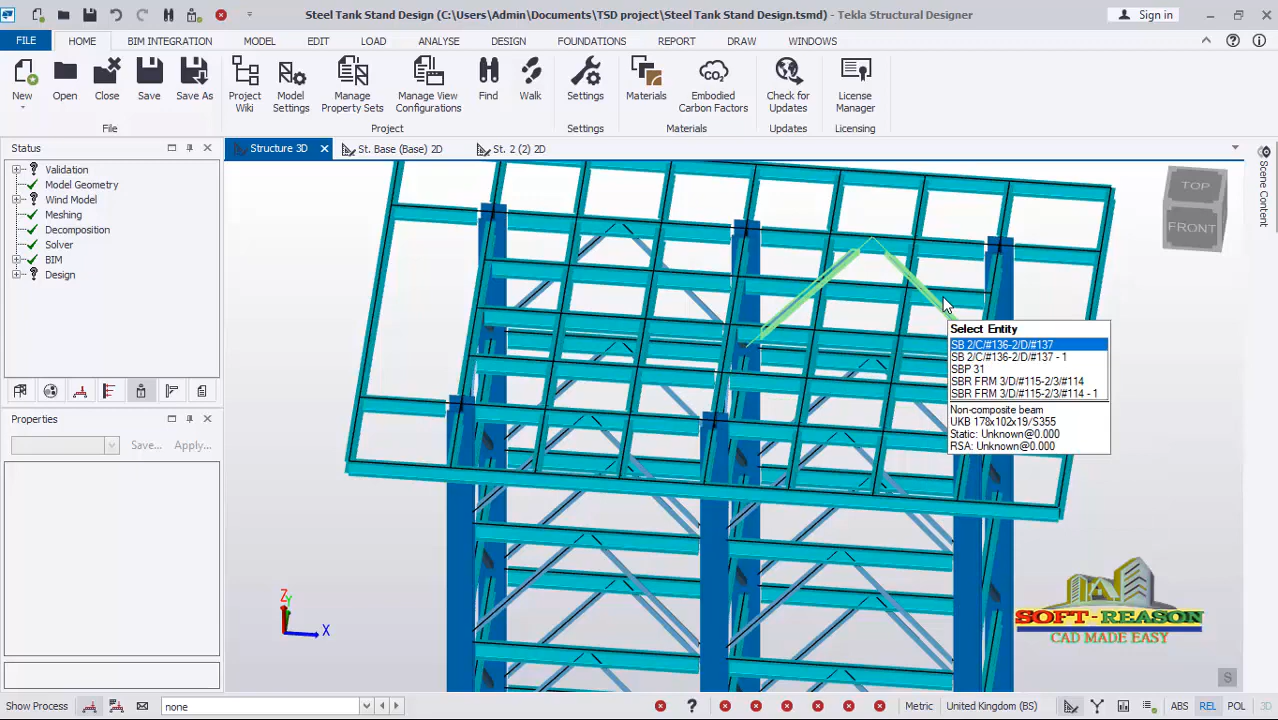 Steel Tank Stand Design (C:\Users\Admin\Documents\TSD project\Steel Tank Stand Design.tsmd) - Tekla Structural Designer
Sign in
FILE
HOME
BIM INTEGRATION
MODEL
EDIT
LOAD
ANALYSE
DESIGN
FOUNDATIONS
REPORT
DRAW
WINDOWS
New
Open
Close
Save
Save As
Project Wiki
Model Settings
Manage Property Sets
Manage View Configurations
Find
Walk
Settings
Materials
Embodied Carbon Factors
Check for Updates
License Manager
File
Project
Settings
Materials
Updates
Licensing
Status
Structure 3D
St. Base (Base) 2D
St. 2 (2) 2D
Scene Content
Validation
Model Geometry
Wind Model
Meshing
Decomposition
Solver
BIM
Design
TOP
FRONT
Select Entity
SB 2/C/#136-2/D/#137
SB 2/C/#136-2/D/#137 - 1
SBP 31
SBR FRM 3/D/#115-2/3/#114
SBR FRM 3/D/#115-2/3/#114 - 1
Non-composite beam
UKB 178x102x19/S355
Static: Unknown@0.000
RSA: Unknown@0.000
Properties
Save...
Apply...
Z
Y
X
SOFT-REASON
CAD MADE EASY
S
Show Process
none
Metric
United Kingdom (BS)
ABS
REL
POL
3D